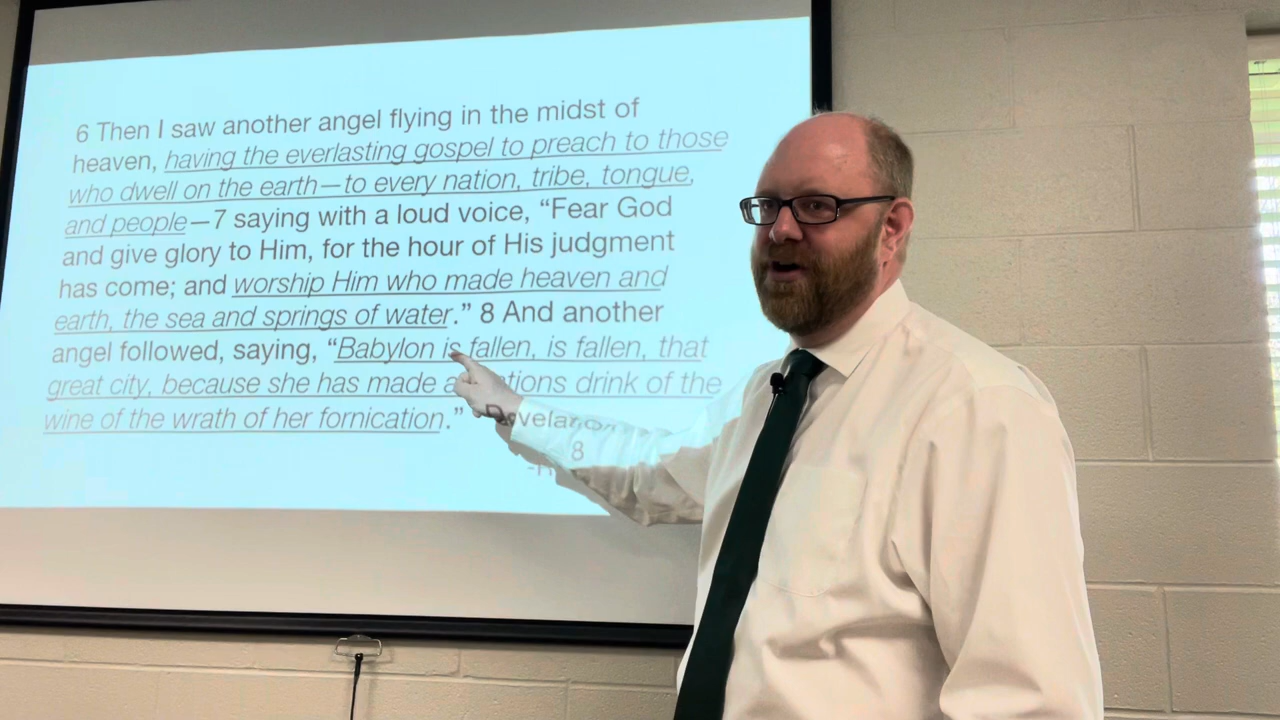 6 Then I saw another angel flying in the midst of
heaven, having the everlasting gospel to preach to those
who dwell on the earth—to every nation, tribe, tongue,
and people—7 saying with a loud voice, “Fear God
and give glory to Him, for the hour of His judgment
has come; and worship Him who made heaven and
earth, the sea and springs of water.” 8 And another
angel followed, saying, “Babylon is fallen, is fallen, that
great city, because she has made drink of the
wine of the wrath of her fornication.”
8